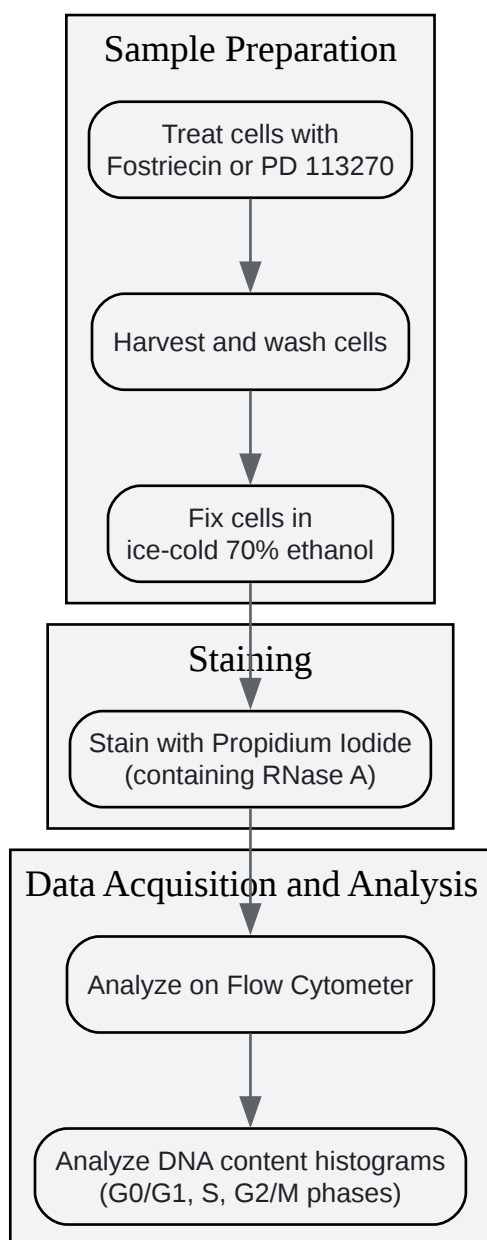 Sample Preparation
Treat cells with
Fostriecin or PD 113270
Harvest and wash cells
Fix cells in
ice-cold 70% ethanol
Staining
Stain with Propidium Iodide
(containing RNase A)
Data Acquisition and Analysis
Analyze on Flow Cytometer
Analyze DNA content histograms
(G0/G1, S, G2/M phases)